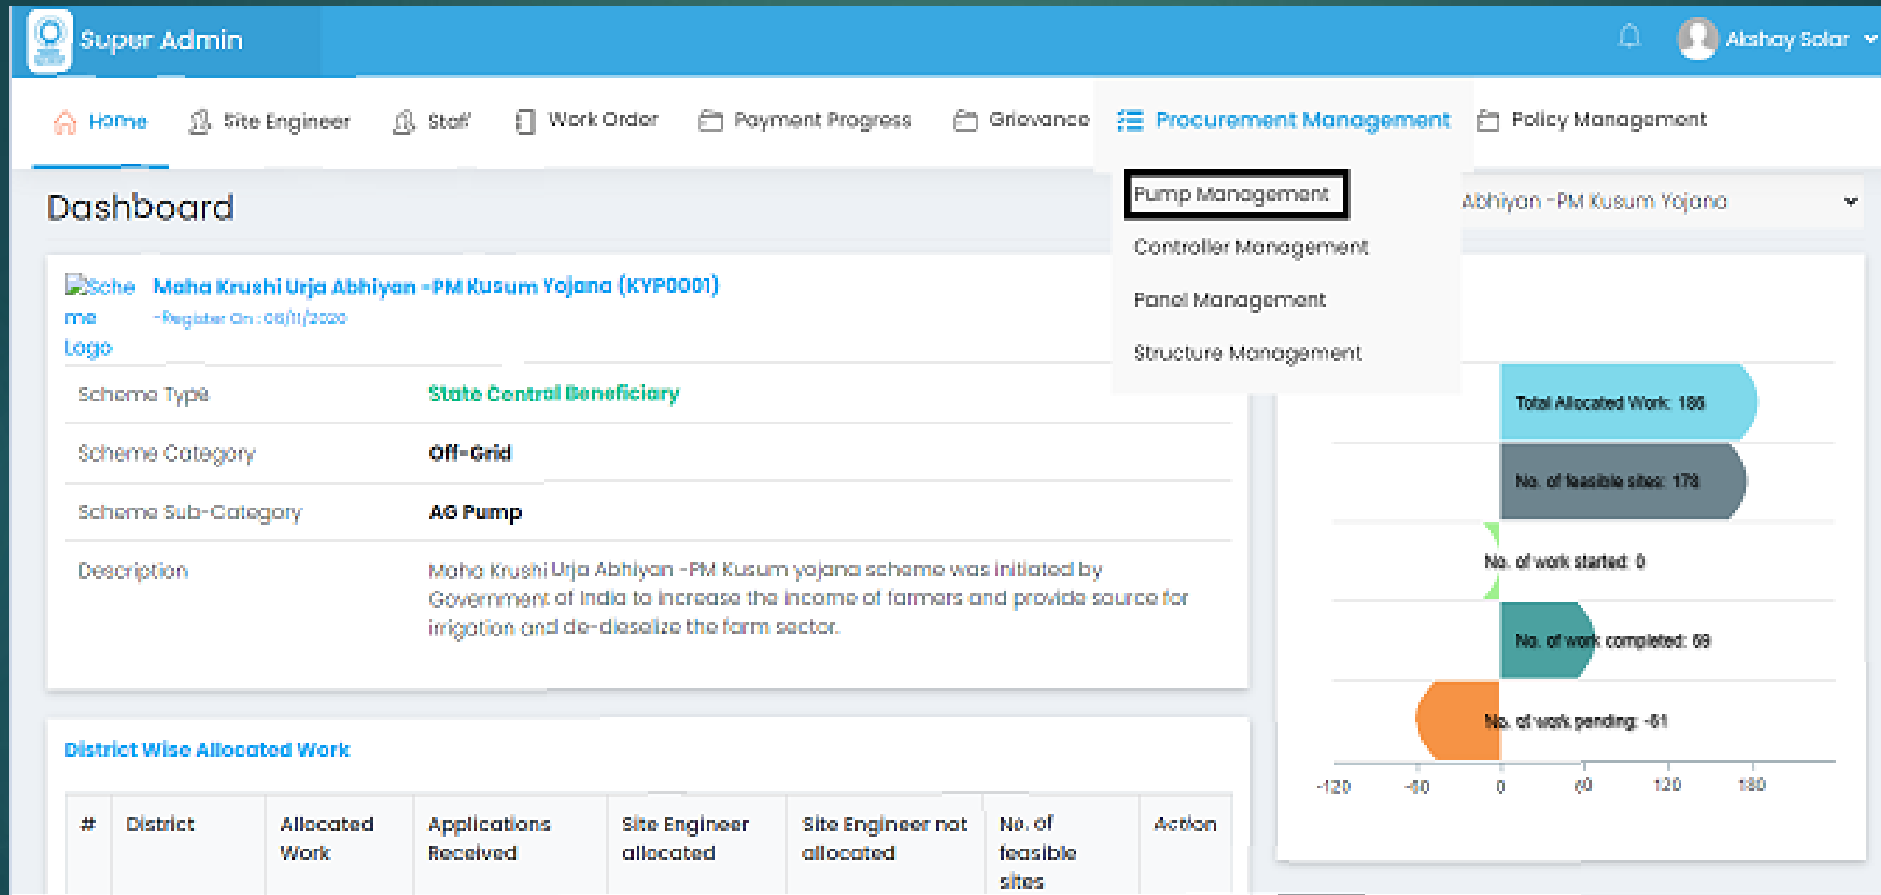 Super Admin
Akshay Solar
Home
Site Engineer
Staff
Work Order
Payment Progress
Grievance
Procurement Management
Policy Management
Dashboard
Pump Management
Controller Management
Panel Management
Structure Management
Abhiyan -PM Kusum Yojana
Scheme Logo
Maha Krushi Urja Abhiyan -PM Kusum Yojana (KYP0001)
-Register On : 06/11/2020
Scheme Type
State Central Beneficiary
Scheme Category
Off-Grid
Scheme Sub-Category
AG Pump
Description
Maha Krushi Urja Abhiyan -PM Kusum yojana scheme was initiated by
Government of India to increase the income of farmers and provide source for
irrigation and de-dieselize the farm sector.
Total Allocated Work: 186
No. of feasible sites: 178
No. of work started: 0
No. of work completed: 69
No. of work pending: -61
-120 -60 0 60 120 180
District Wise Allocated Work
#
District
Allocated
Work
Applications
Received
Site Engineer
allocated
Site Engineer not
allocated
No. of
feasible
sites
Action